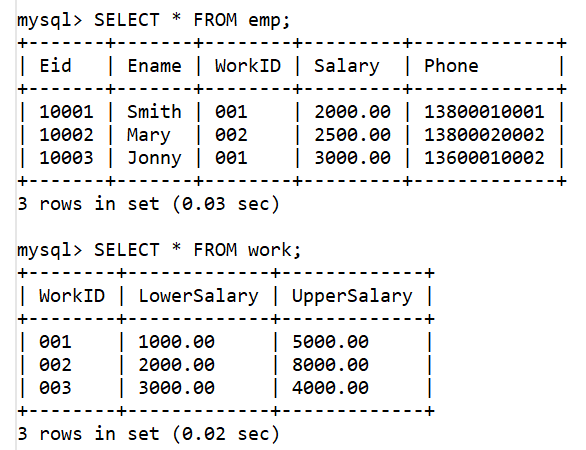 mysql> SELECT * FROM emp;
+-------+-------+--------+---------+-------------+
| Eid   | Ename | WorkID | Salary  | Phone       |
+-------+-------+--------+---------+-------------+
| 10001 | Smith | 001    | 2000.00 | 13800010001 |
| 10002 | Mary  | 002    | 2500.00 | 13800020002 |
| 10003 | Jonny | 001    | 3000.00 | 13600010002 |
+-------+-------+--------+---------+-------------+
3 rows in set (0.03 sec)
mysql> SELECT * FROM work;
+--------+-------------+-------------+
| WorkID | LowerSalary | UpperSalary |
+--------+-------------+-------------+
| 001    | 1000.00     | 5000.00     |
| 002    | 2000.00     | 8000.00     |
| 003    | 3000.00     | 4000.00     |
+--------+-------------+-------------+
3 rows in set (0.02 sec)